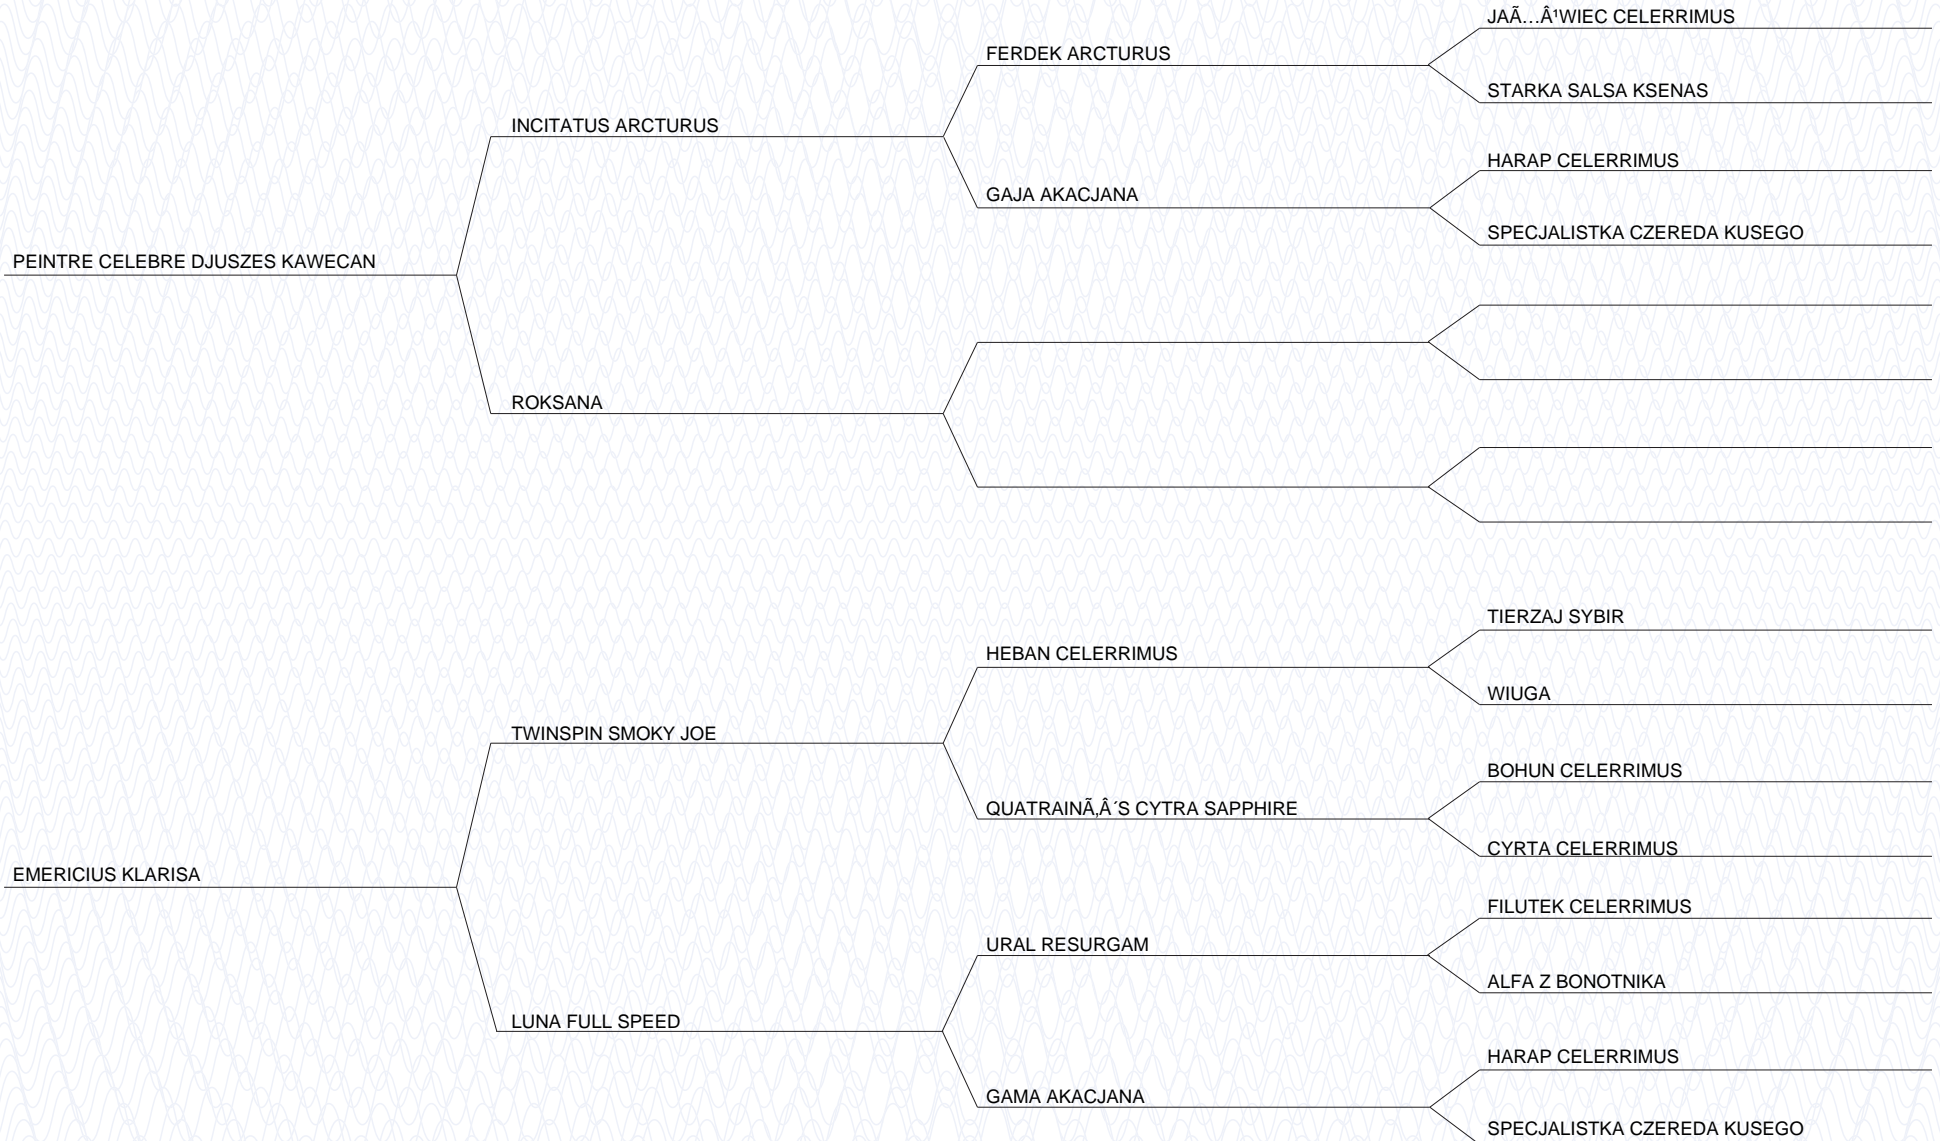 JAÃ…Â¹WIEC CELERRIMUS
FERDEK ARCTURUS
STARKA SALSA KSENAS
INCITATUS ARCTURUS
HARAP CELERRIMUS
GAJA AKACJANA
SPECJALISTKA CZEREDA KUSEGO
PEINTRE CELEBRE DJUSZES KAWECAN
ROKSANA
TIERZAJ SYBIR
HEBAN CELERRIMUS
WIUGA
TWINSPIN SMOKY JOE
BOHUN CELERRIMUS
QUATRAINÃ‚Â´S CYTRA SAPPHIRE
CYRTA CELERRIMUS
EMERICIUS KLARISA
FILUTEK CELERRIMUS
URAL RESURGAM
ALFA Z BONOTNIKA
LUNA FULL SPEED
HARAP CELERRIMUS
GAMA AKACJANA
SPECJALISTKA CZEREDA KUSEGO